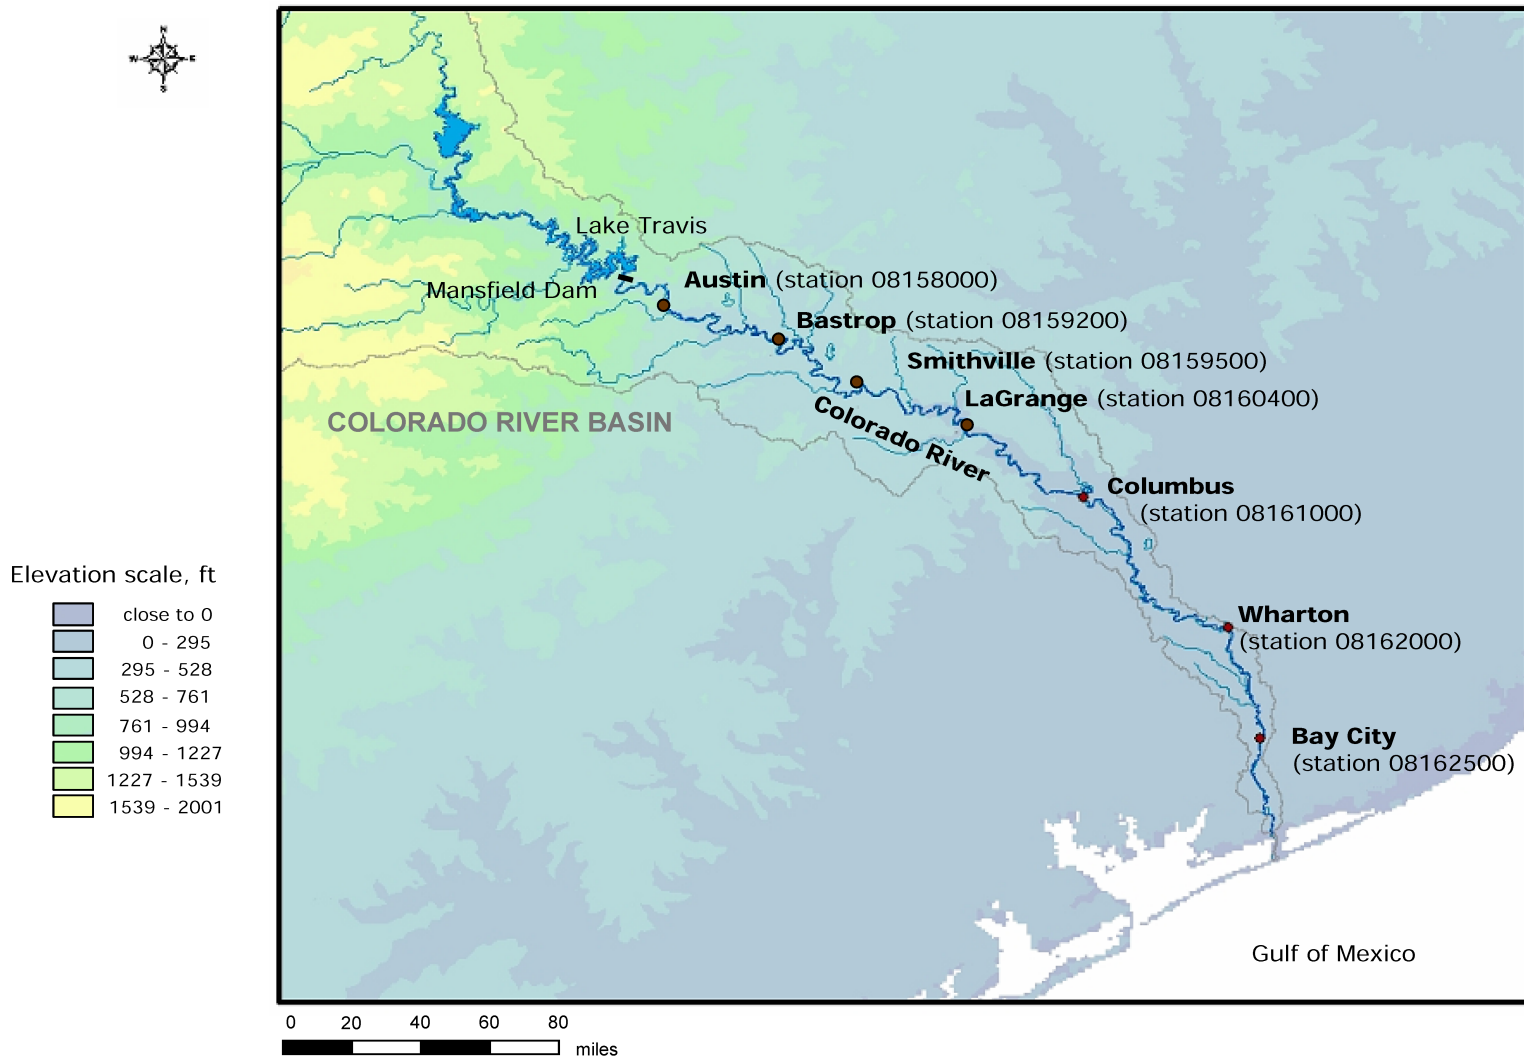 N
W
E
S
Lake Travis
Mansfield Dam
Austin (station 08158000)
Bastrop (station 08159200)
Smithville (station 08159500)
LaGrange (station 08160400)
Colorado River
COLORADO RIVER BASIN
Columbus
(station 08161000)
Wharton
(station 08162000)
Bay City
(station 08162500)
Gulf of Mexico
Elevation scale, ft
close to 0
0 - 295
295 - 528
528 - 761
761 - 994
994 - 1227
1227 - 1539
1539 - 2001
0 20 40 60 80
miles